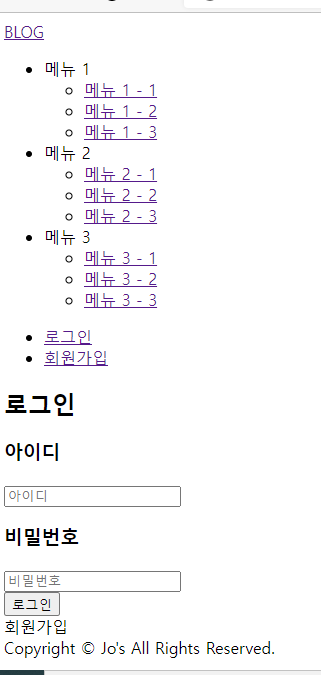 BLOG
메뉴 1
메뉴 1 - 1
메뉴 1 - 2
메뉴 1 - 3
메뉴 2
메뉴 2 - 1
메뉴 2 - 2
메뉴 2 - 3
메뉴 3
메뉴 3 - 1
메뉴 3 - 2
메뉴 3 - 3
로그인
회원가입
로그인
아이디
아이디
비밀번호
비밀번호
로그인
회원가입
Copyright © Jo's All Rights Reserved.